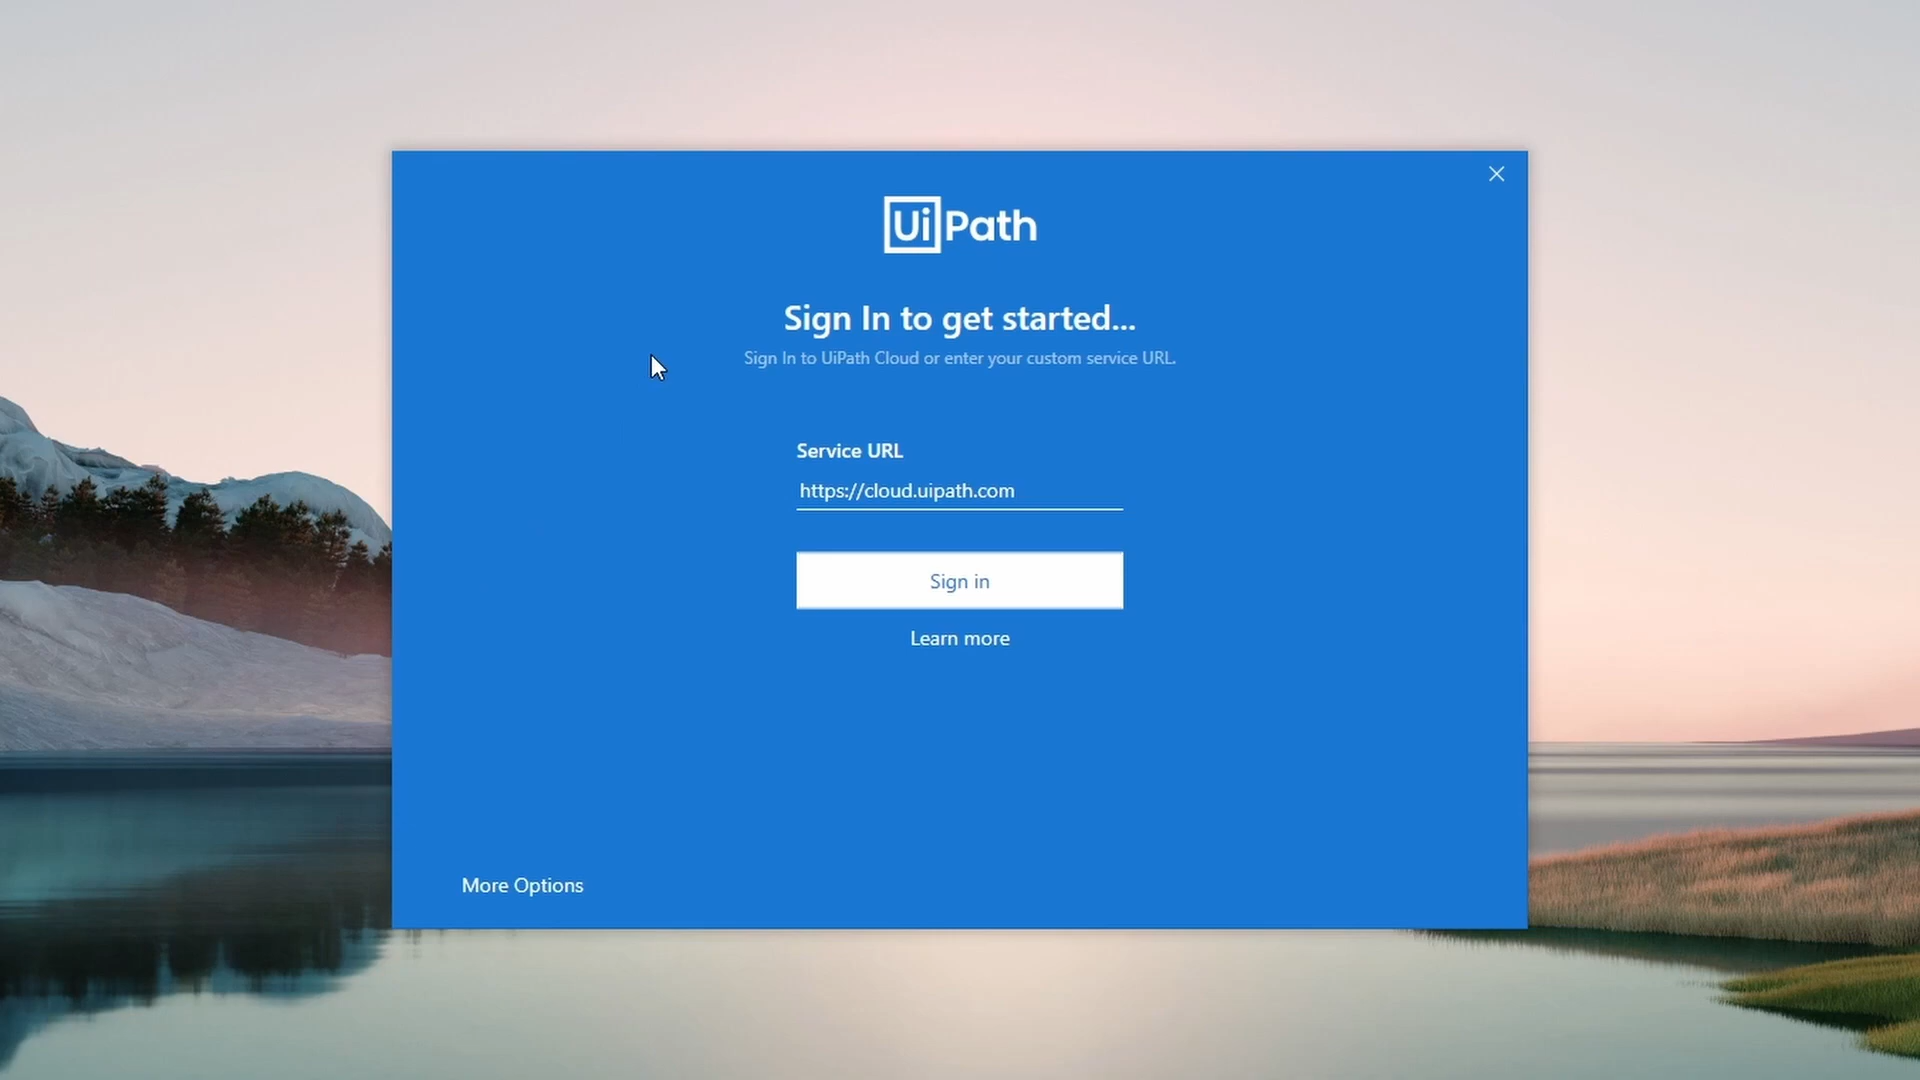 UiPath
Sign In to get started...
Sign In to UiPath Cloud or enter your custom service URL.
Service URL
https://cloud.uipath.com
Sign in
Learn more
More Options